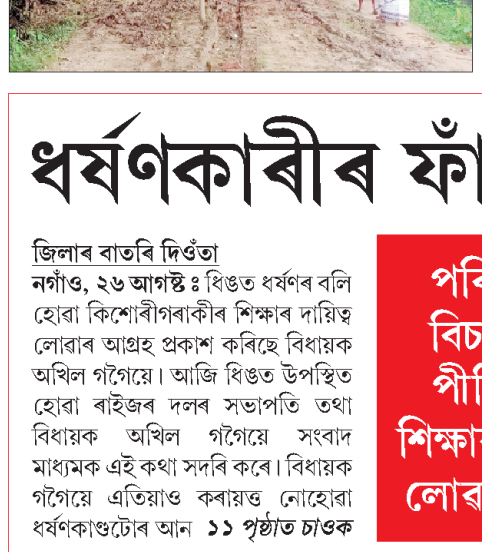 ধৰ্ষণকাৰীৰ ফাঁ
জিলাৰ বাতৰি দিওঁতা
নগাঁও, ২৬ আগষ্ট ঃ ধিঙত ধৰ্ষণৰ বলি
হোৱা কিশোৰীগৰাকীৰ শিক্ষাৰ দায়িত্ব
লোৱাৰ আগ্ৰহ প্ৰকাশ কৰিছে বিধায়ক
অখিল গগৈয়ে। আজি ধিঙত উপস্থিত
হোৱা ৰাইজৰ দলৰ সভাপতি তথা
বিধায়ক অখিল গগৈয়ে সংবাদ
মাধ্যমক এই কথা সদৰি কৰে। বিধায়ক
গগৈয়ে এতিয়াও কৰায়ত্ত নোহোৱা
ধৰ্ষণকাণ্ডটোৰ আন ১১ পৃষ্ঠাত চাওক
বিচ
শিক্ষা
লোৱ